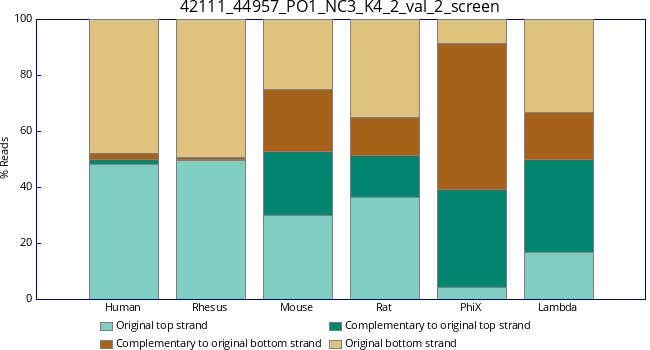 42111_44957_PO1_NC3_K4_2_val_2_screen
100
80
60
40
20
0
% Reads
Human Rhesus Mouse Rat PhiX Lambda
Original top strand Complementary to original top strand
Complementary to original bottom strand Original bottom strand